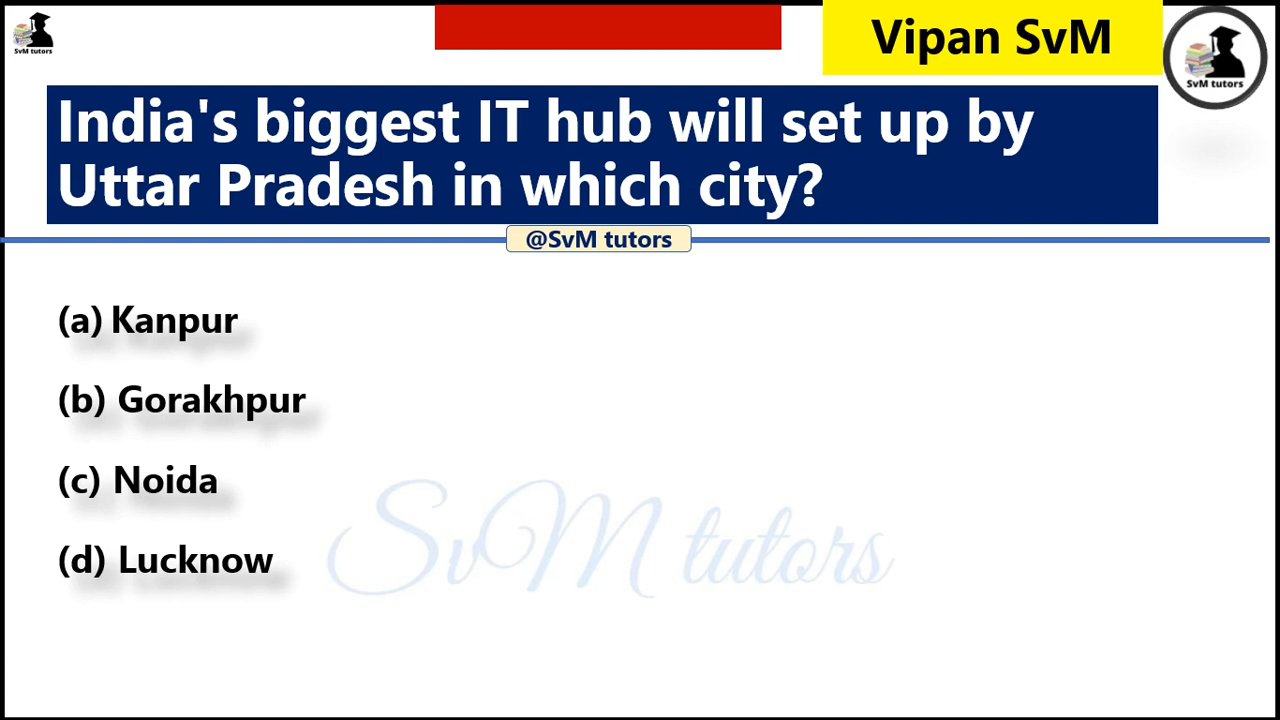 SvM tutors
Vipan SvM
SvM tutors
India's biggest IT hub will set up by
Uttar Pradesh in which city?
@SvM tutors
(a) Kanpur
(b) Gorakhpur
(c) Noida
(d) Lucknow
SvM tutors